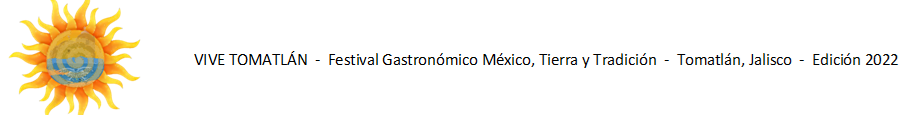 VIVE TOMATLÁN - Festival Gastronómico México, Tierra y Tradición - Tomatlán, Jalisco - Edición 2022